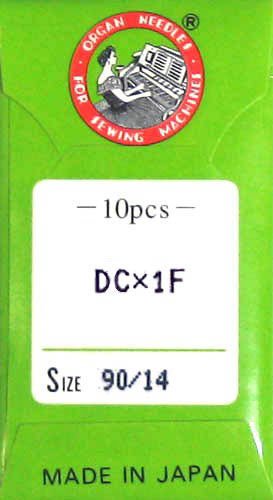 · ORGAN NEEDLES · ®
FOR SEWING MACHINES
—10pcs—
DC×1F
SIZE 90/14
MADE IN JAPAN